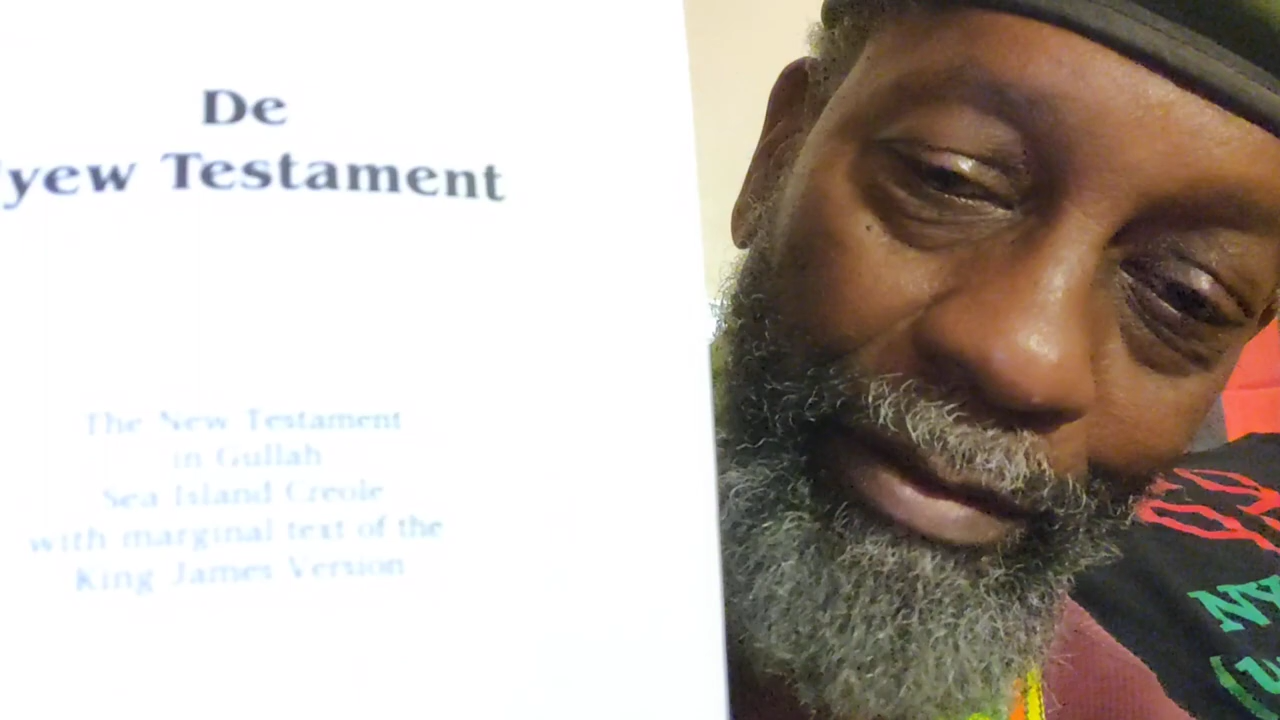 De
yew Testament
The New Testament
in Gullah
Sea Island Creole
with marginal text of the
King James Version
NY